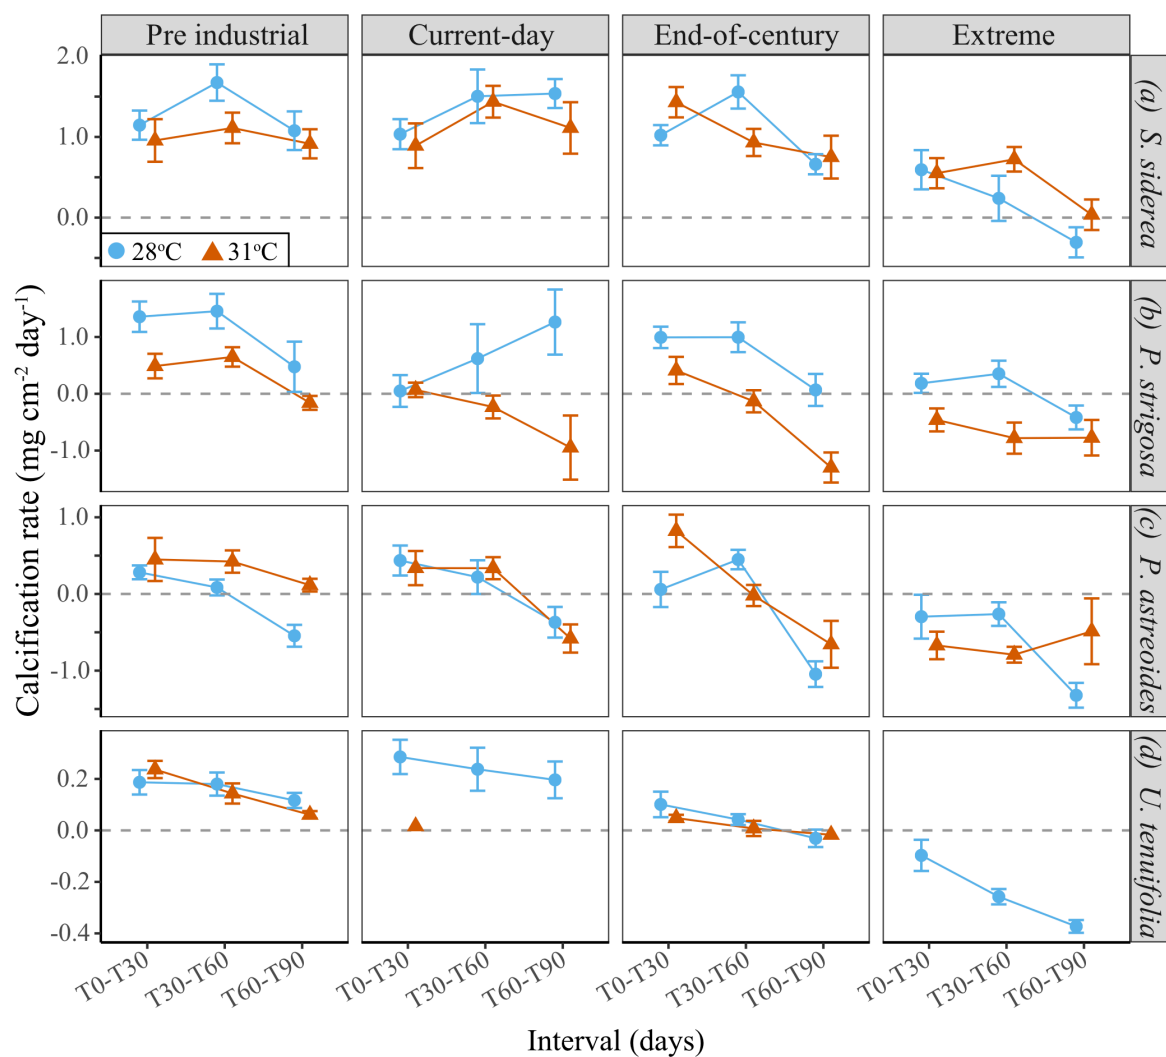 Pre industrial Current-day End-of-century Extreme
2.0
1.0
0.0
28°C 31°C
(a) S. siderea
1.0
0.0
-1.0
(b) P. strigosa
1.0
0.0
-1.0
(c) P. astreoides
0.2
0.0
-0.2
-0.4
(d) U. tenuifolia
Calcification rate (mg cm⁻² day⁻¹)
T0-T30 T30-T60 T60-T90 T0-T30 T30-T60 T60-T90 T0-T30 T30-T60 T60-T90 T0-T30 T30-T60 T60-T90
Interval (days)